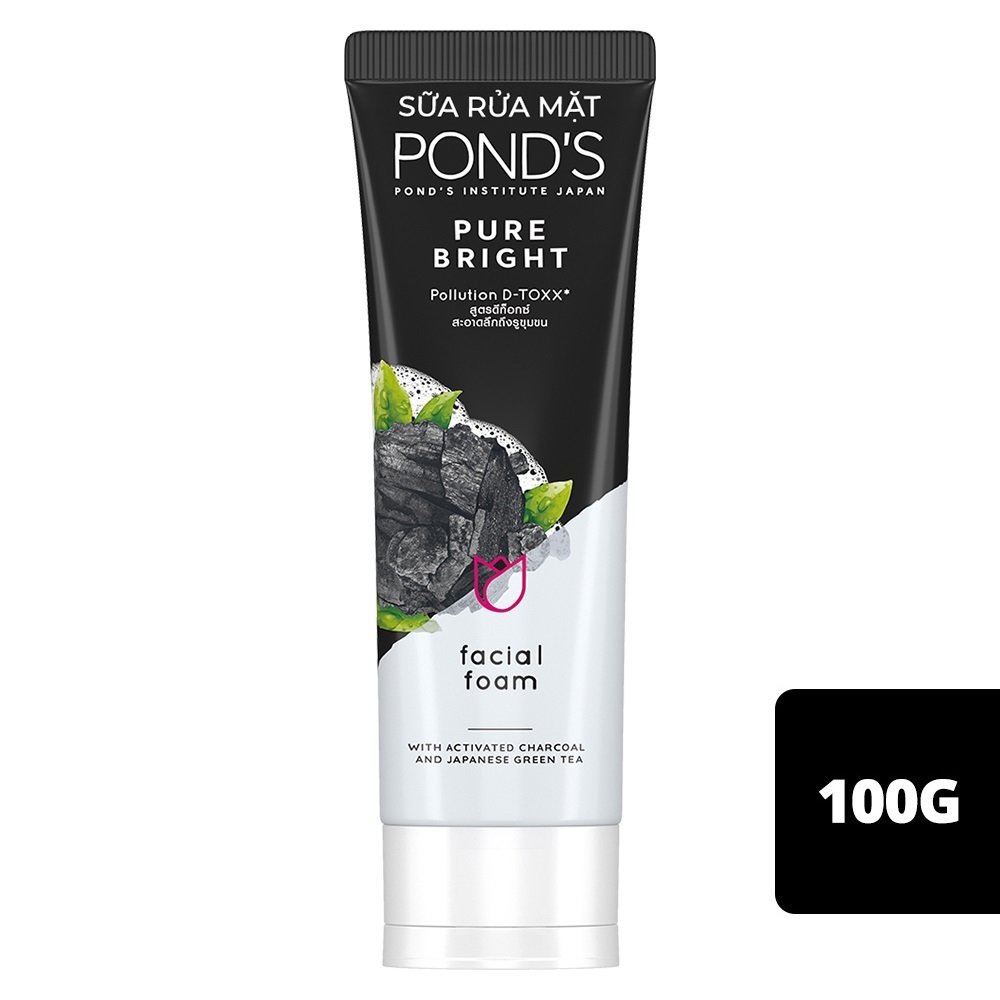 SỮA RỬA MẶT
POND'S
POND'S INSTITUTE JAPAN
PURE
BRIGHT
Pollution D-TOXX*
สูตรดีท็อกซ์
สะอาดลึกถึงรูขุมขน
facial
foam
WITH ACTIVATED CHARCOAL
AND JAPANESE GREEN TEA
100G